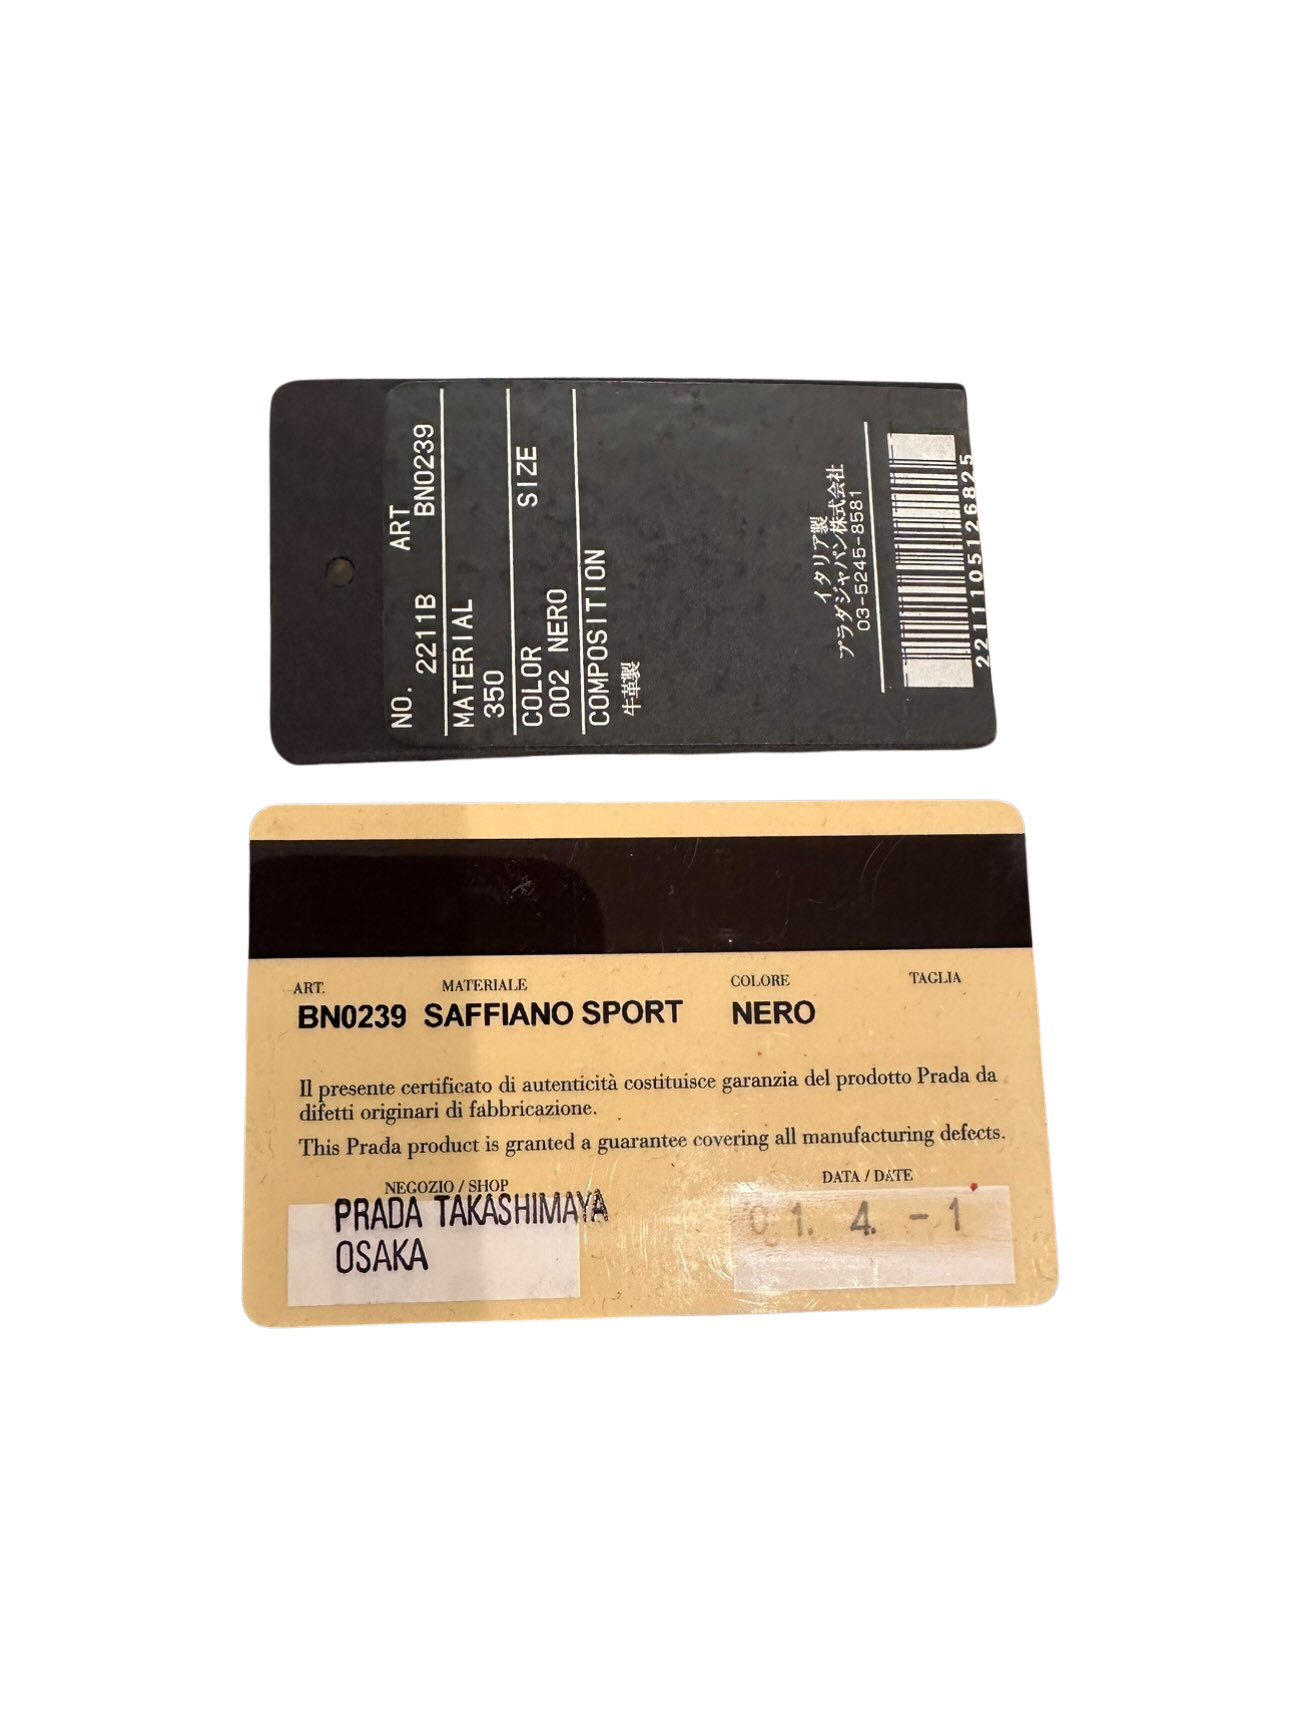 NO. ART
2211B BN0239
MATERIAL
350
COLOR SIZE
002 NERO
COMPOSITION
牛革製
イタリア製
プラダジャパン株式会社
03-5245-8581
2211105126825
ART. MATERIALE COLORE TAGLIA
BN0239 SAFFIANO SPORT NERO
Il presente certificato di autenticità costituisce garanzia del prodotto Prada da
difetti originari di fabbricazione.
This Prada product is granted a guarantee covering all manufacturing defects.
NEGOZIO / SHOP DATA / DATE
PRADA TAKASHIMAYA
OSAKA
01. 4. - 1